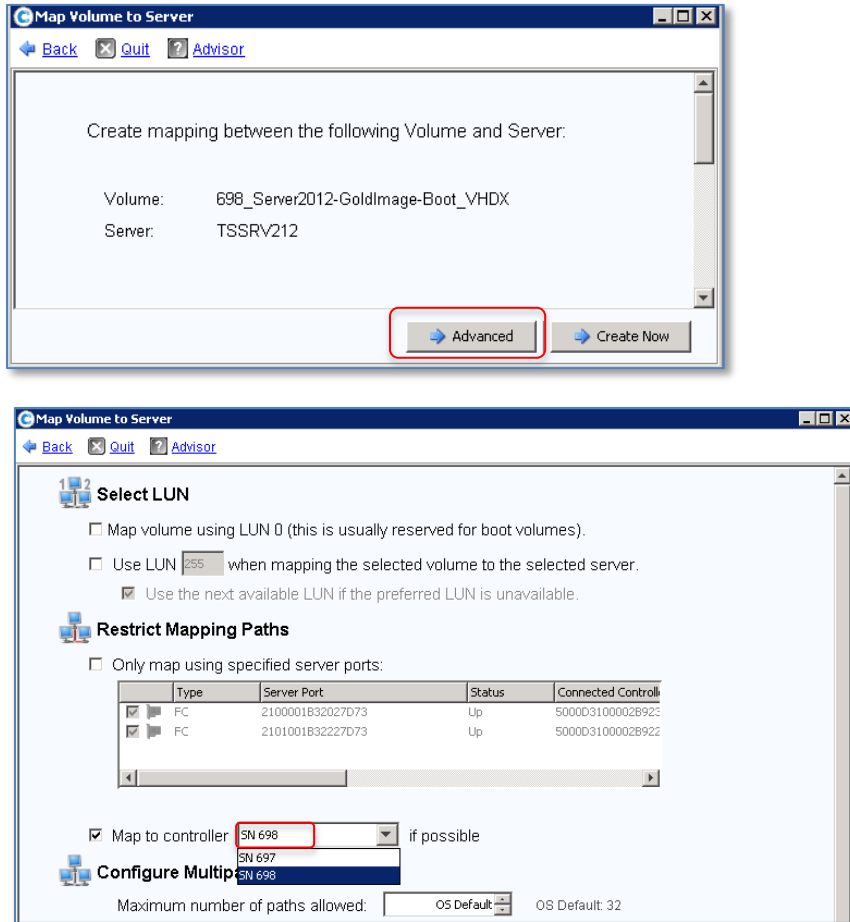 Map Volume to Server
Back Quit Advisor
Create mapping between the following Volume and Server:
Volume: 698_Server2012-GoldImage-Boot_VHDX
Server: TSSRV212
Advanced Create Now
Map Volume to Server
Back Quit Advisor
1 2 Select LUN
Map volume using LUN 0 (this is usually reserved for boot volumes).
Use LUN 255 when mapping the selected volume to the selected server.
Use the next available LUN if the preferred LUN is unavailable.
Restrict Mapping Paths
Only map using specified server ports:
Type Server Port Status Connected Controll
FC 2100001B32027D73 Up 5000D3100002B923
FC 2101001B32227D73 Up 5000D3100002B922
Map to controller SN 698 if possible
SN 697
Configure Multipa SN 698
Maximum number of paths allowed: OS Default OS Default: 32